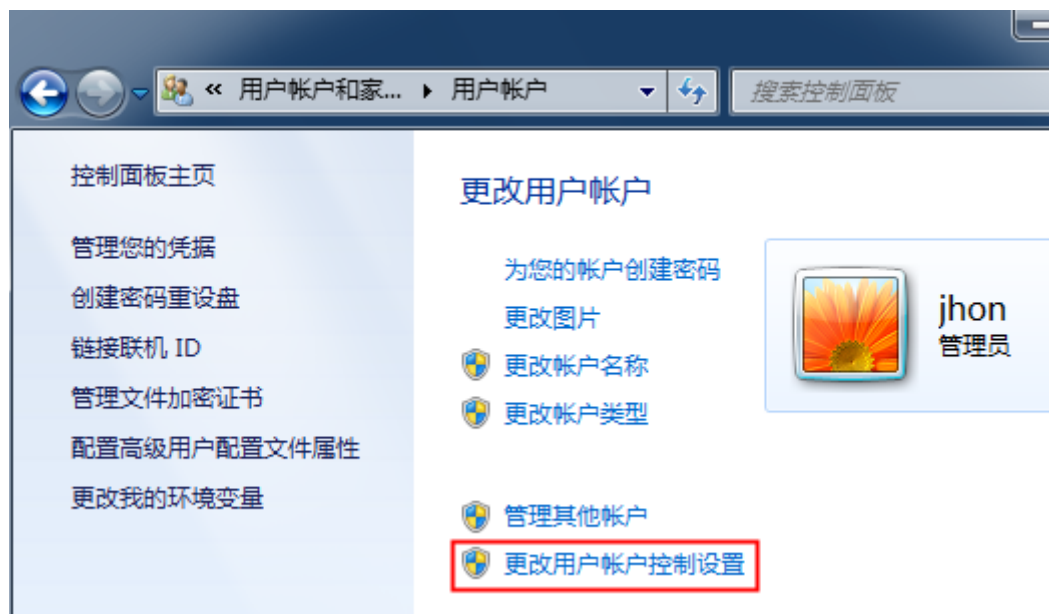 « 用户帐户和家... ▸ 用户帐户
搜索控制面板
控制面板主页
管理您的凭据
创建密码重设盘
链接联机 ID
管理文件加密证书
配置高级用户配置文件属性
更改我的环境变量
更改用户帐户
为您的帐户创建密码
更改图片
更改帐户名称
更改帐户类型
管理其他帐户
更改用户帐户控制设置
jhon
管理员